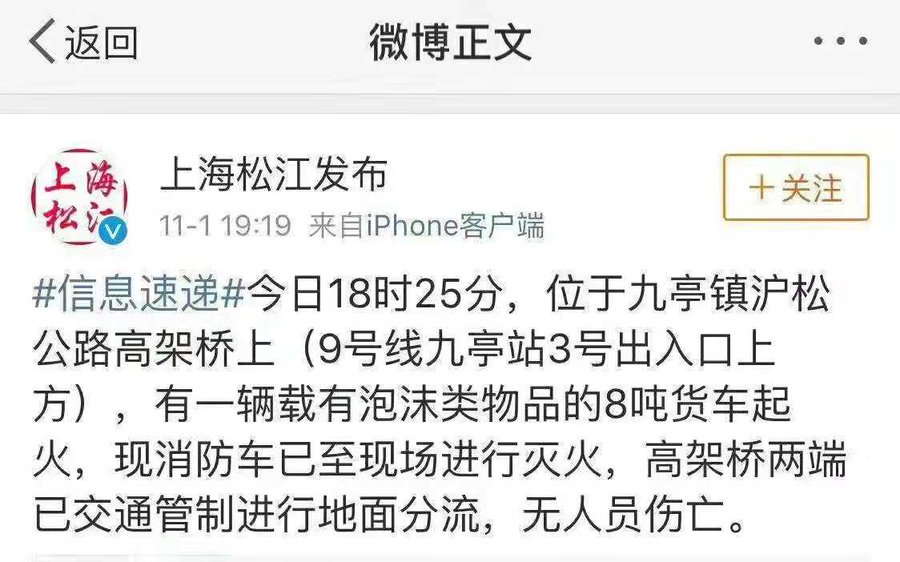 返回 微博正文 ···
上海松江
上海松江发布
+关注
11-1 19:19 来自iPhone客户端
#信息速递#今日18时25分，位于九亭镇沪松
公路高架桥上（9号线九亭站3号出入口上
方），有一辆载有泡沫类物品的8吨货车起
火，现消防车已至现场进行灭火，高架桥两端
已交通管制进行地面分流，无人员伤亡。